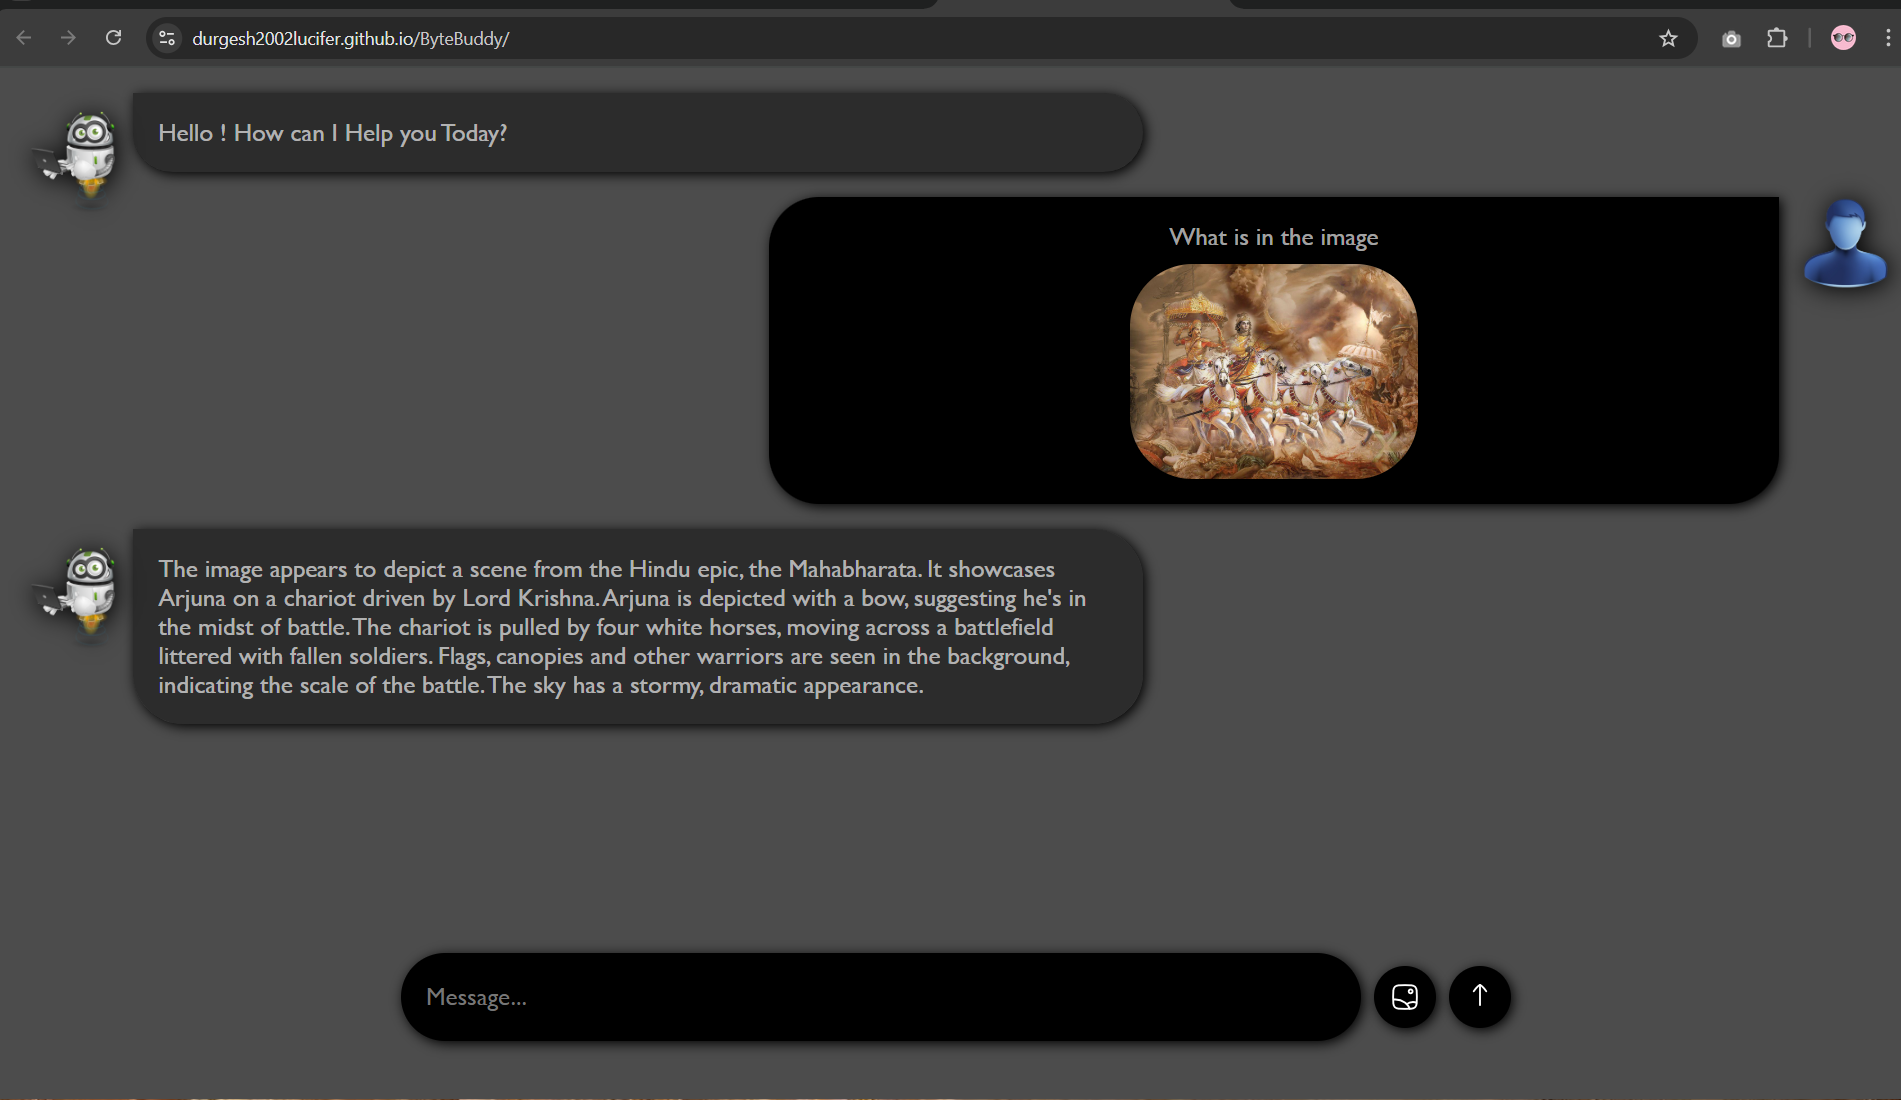 durgesh2002lucifer.github.io/ByteBuddy/
Hello ! How can I Help you Today?
What is in the image
The image appears to depict a scene from the Hindu epic, the Mahabharata. It showcases
Arjuna on a chariot driven by Lord Krishna. Arjuna is depicted with a bow, suggesting he's in
the midst of battle. The chariot is pulled by four white horses, moving across a battlefield
littered with fallen soldiers. Flags, canopies and other warriors are seen in the background,
indicating the scale of the battle. The sky has a stormy, dramatic appearance.
Message...